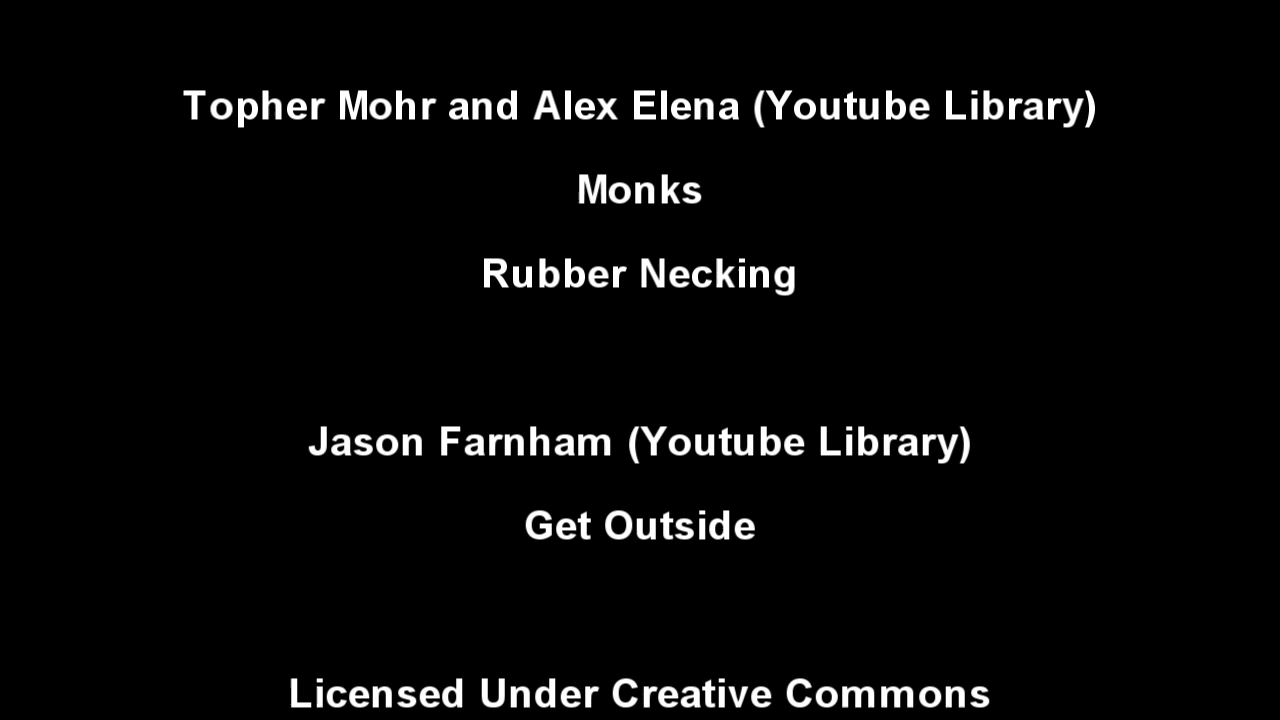 Topher Mohr and Alex Elena (Youtube Library)
Monks
Rubber Necking
Jason Farnham (Youtube Library)
Get Outside
Licensed Under Creative Commons